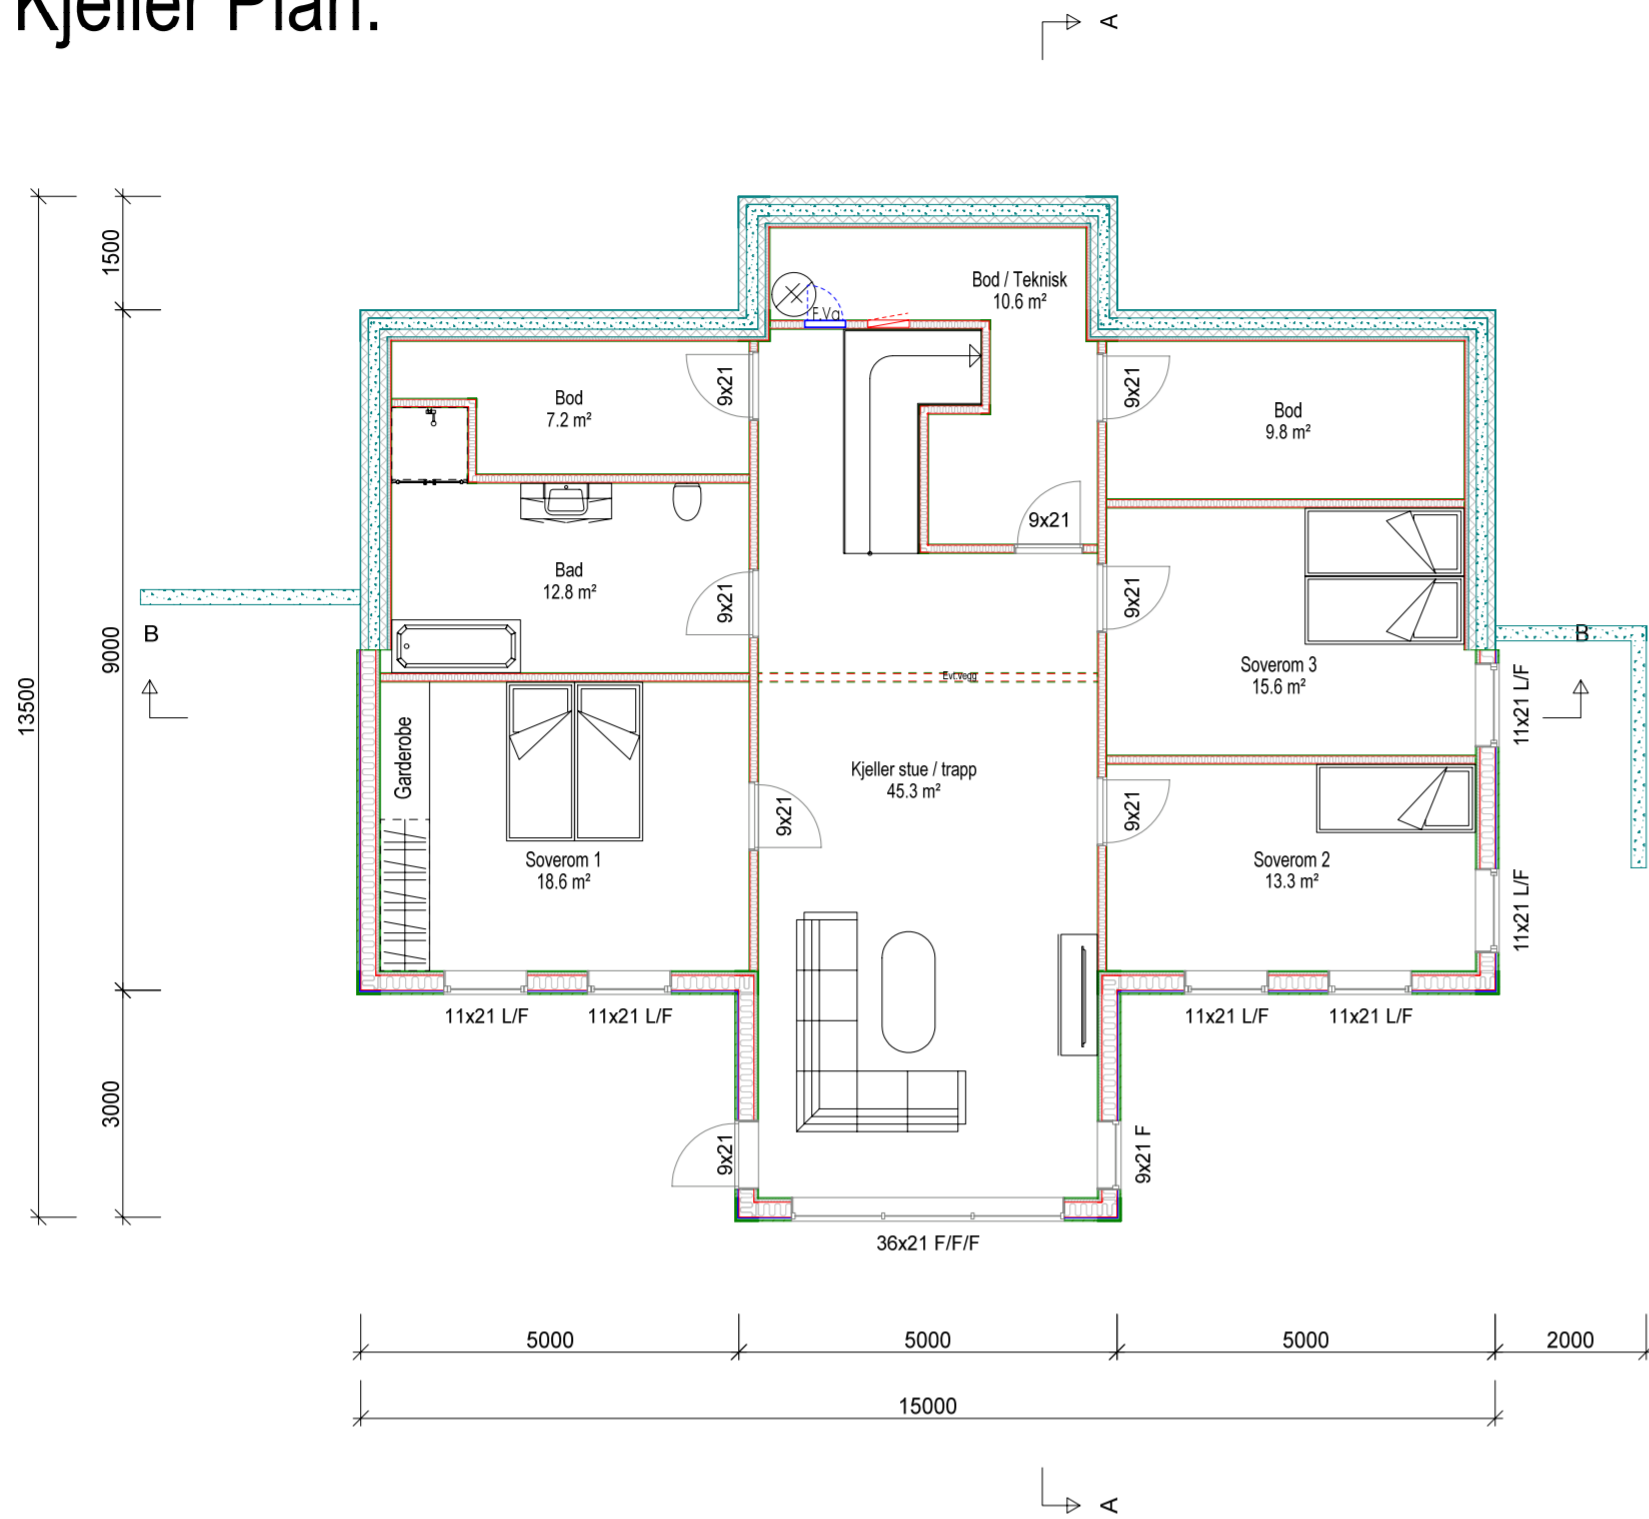 Kjeller Plan.
A
1500
Bod / Teknisk
10.6 m²
F.Va
9x21
Bod
7.2 m²
9x21
Bod
9.8 m²
9x21
Bad
12.8 m²
9x21
9x21
B
9000
13500
B
Evt.vegg
Soverom 3
15.6 m²
11x21 L/F
Garderobe
Kjeller stue / trapp
45.3 m²
9x21
9x21
Soverom 1
18.6 m²
Soverom 2
13.3 m²
11x21 L/F
11x21 L/F
11x21 L/F
11x21 L/F
11x21 L/F
3000
9x21
9x21 F
36x21 F/F/F
5000
5000
5000
2000
15000
A